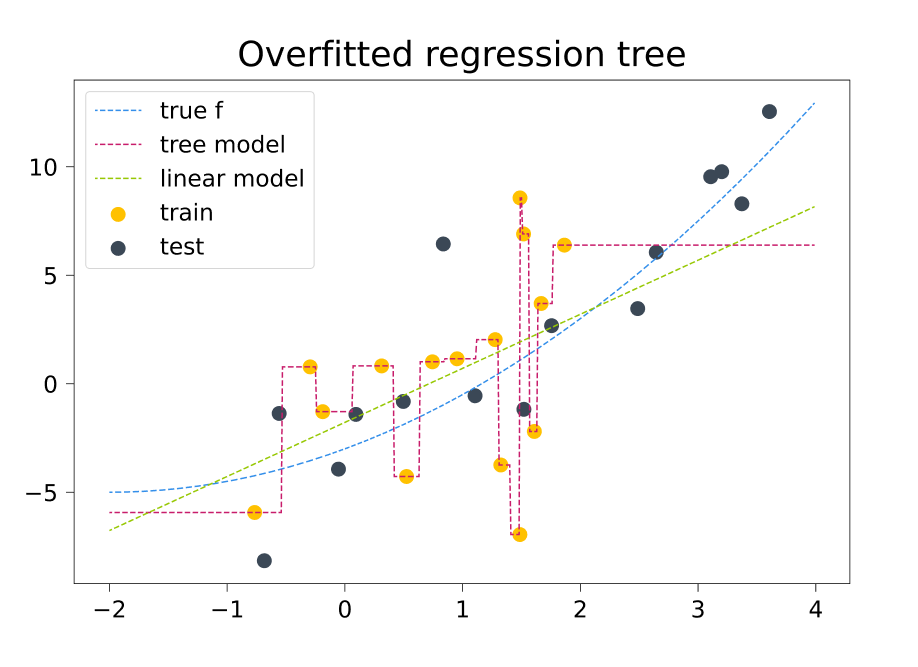 Overfitted regression tree
true f
tree model
linear model
train
test
10
5
0
−5
−2 −1 0 1 2 3 4